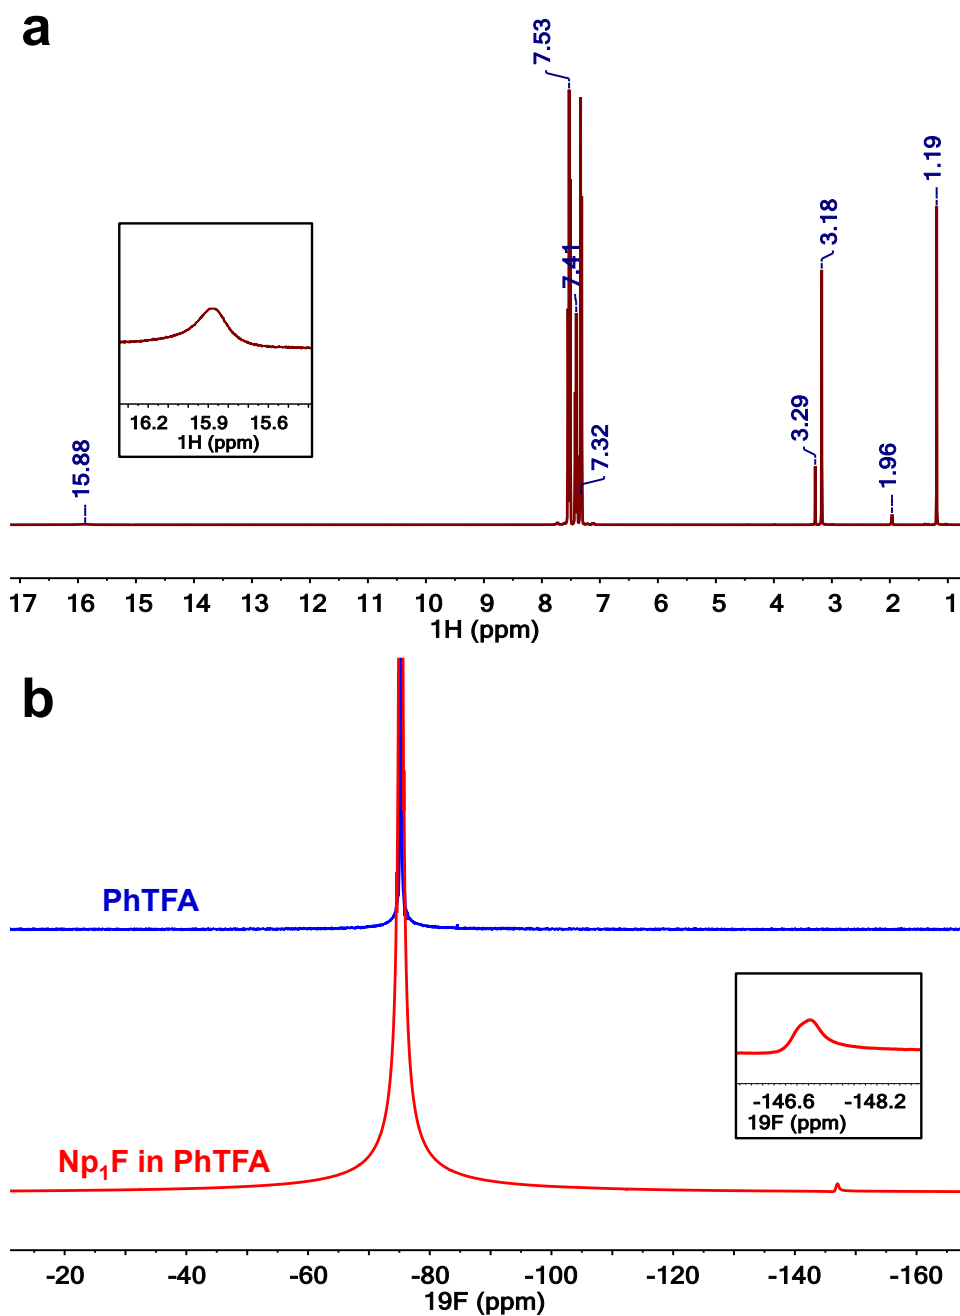 a
7.53
7.41
7.32
3.29
3.18
1.96
1.19
15.88
16.2 15.9 15.6
1H (ppm)
17 16 15 14 13 12 11 10 9 8 7 6 5 4 3 2 1
1H (ppm)
b
PhTFA
-146.6 -148.2
19F (ppm)
Np₁F in PhTFA
-20 -40 -60 -80 -100 -120 -140 -160
19F (ppm)